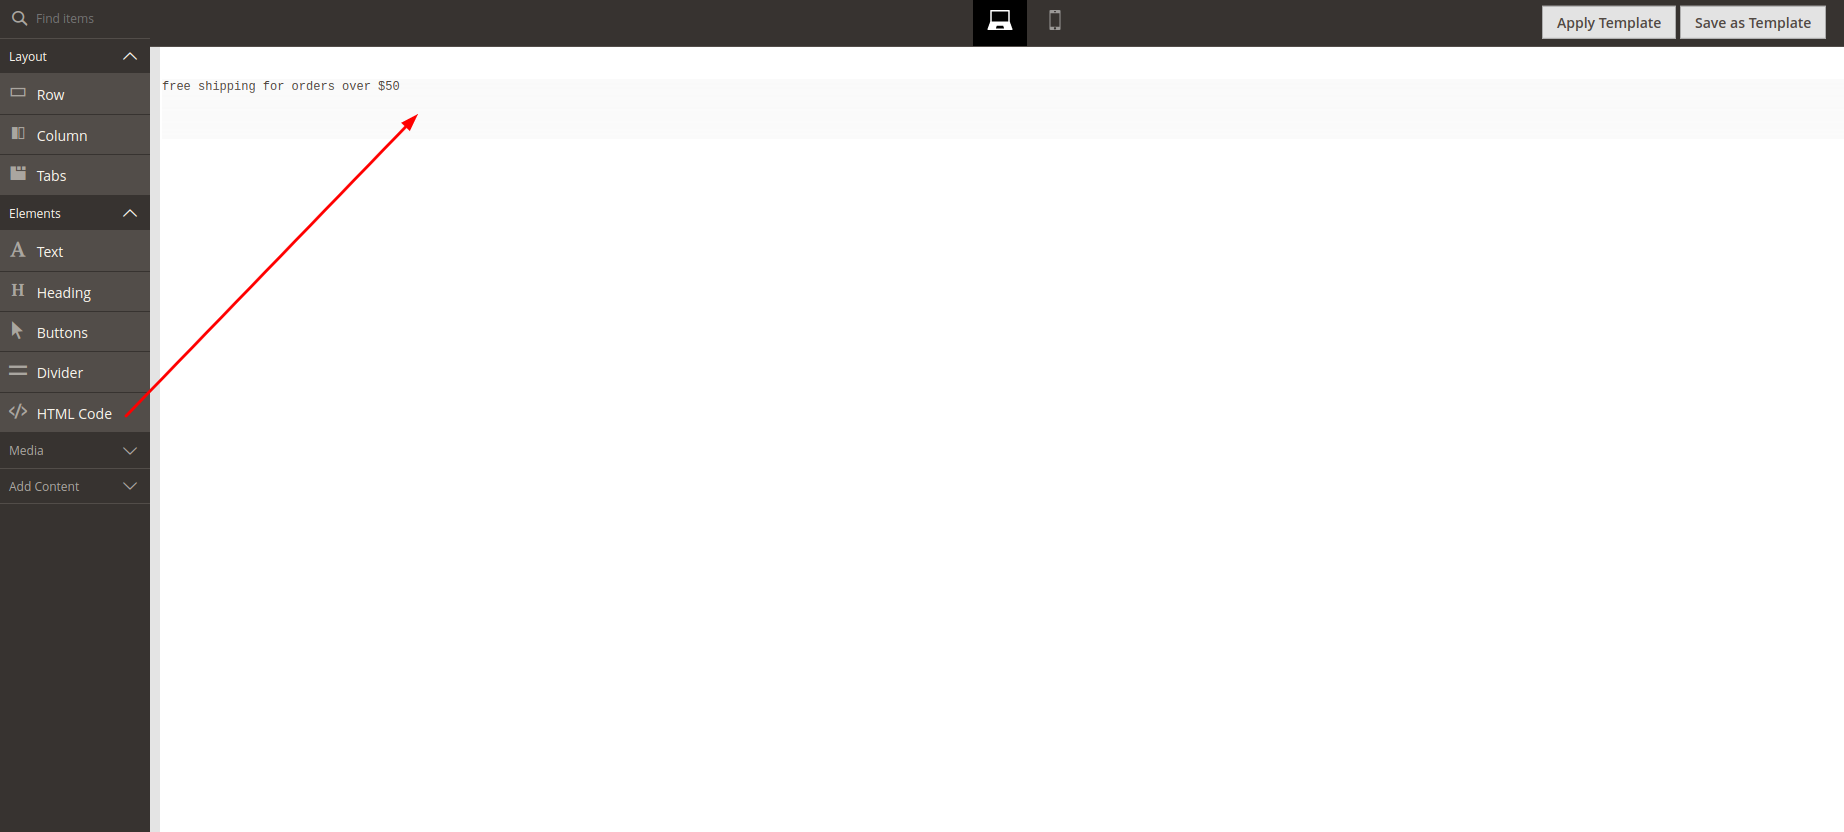 Find items
Apply Template
Save as Template
Layout
Row
Column
Tabs
Elements
Text
Heading
Buttons
Divider
HTML Code
Media
Add Content
free shipping for orders over $50